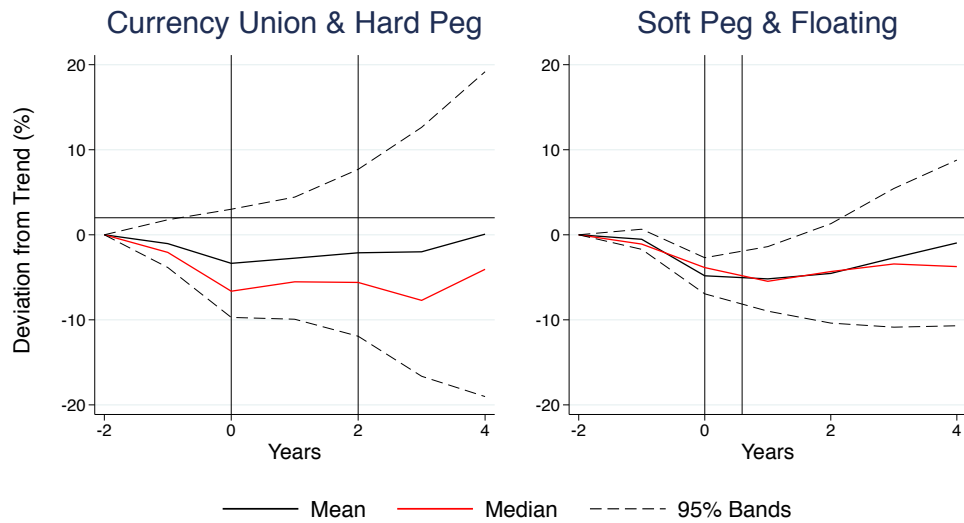 Currency Union & Hard Peg
Soft Peg & Floating
Deviation from Trend (%)
20
10
0
-10
-20
-2
0
2
4
Years
20
10
0
-10
-20
-2
0
2
4
Years
Mean
Median
95% Bands